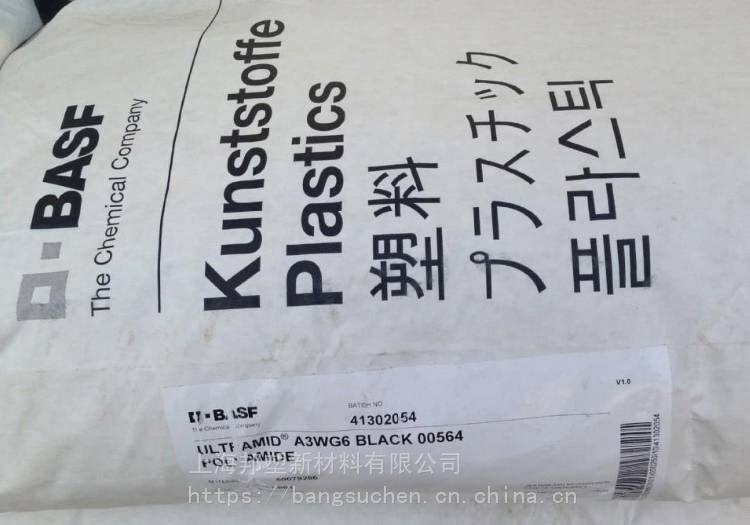 BASF
The Chemical Company
Kunststoffe
Plastics
塑料
プラスチック
플라스틱
V1.0
BASF
The Chemical Company
BATCH NO
41302054
ULTRAMID® A3WG6 BLACK 00564
POLYAMIDE
上海邦塑新材料有限公司
https://bangsuchen.cn.china.cn